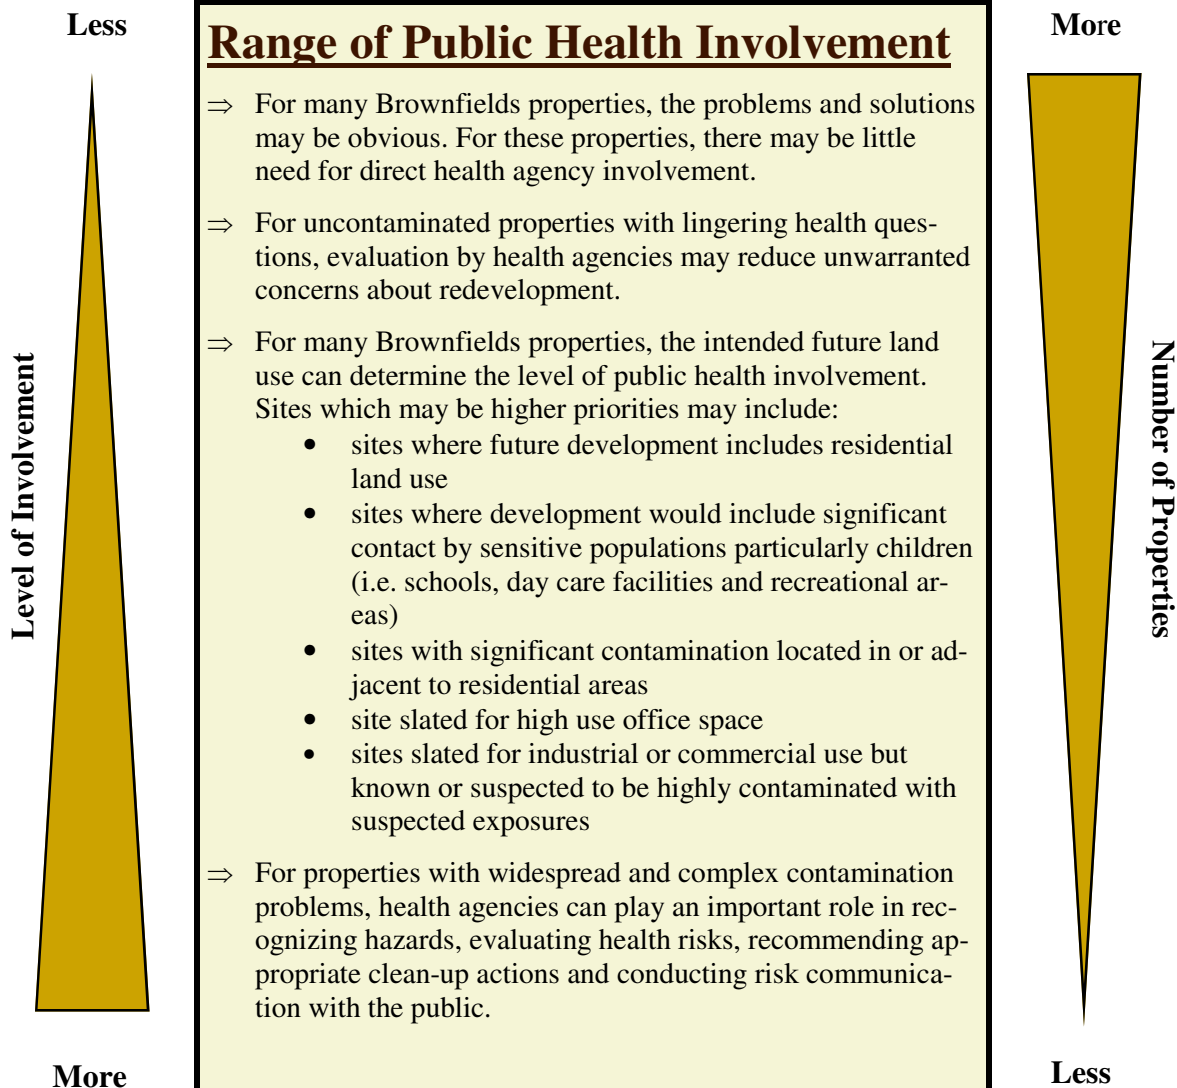 Less
More
Range of Public Health Involvement
⇒ For many Brownfields properties, the problems and solutions
may be obvious. For these properties, there may be little
need for direct health agency involvement.
⇒ For uncontaminated properties with lingering health ques-
tions, evaluation by health agencies may reduce unwarranted
concerns about redevelopment.
⇒ For many Brownfields properties, the intended future land
use can determine the level of public health involvement.
Sites which may be higher priorities may include:
• sites where future development includes residential
land use
• sites where development would include significant
contact by sensitive populations particularly children
(i.e. schools, day care facilities and recreational ar-
eas)
• sites with significant contamination located in or ad-
jacent to residential areas
• site slated for high use office space
• sites slated for industrial or commercial use but
known or suspected to be highly contaminated with
suspected exposures
⇒ For properties with widespread and complex contamination
problems, health agencies can play an important role in rec-
ognizing hazards, evaluating health risks, recommending ap-
propriate clean-up actions and conducting risk communica-
tion with the public.
Level of Involvement
Number of Properties
More
Less